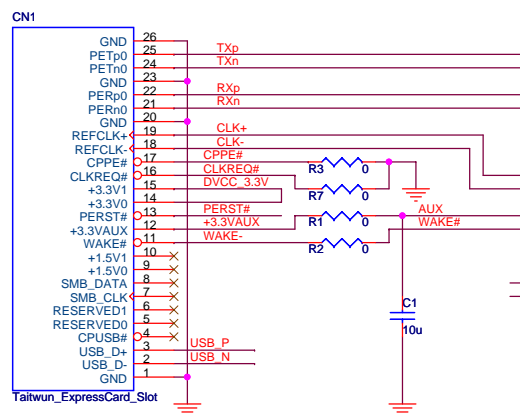 CN1
GND 26
PETp0 25 TXp
PETn0 24 TXn
GND 23
PERp0 22 RXp
PERn0 21 RXn
GND 20
REFCLK+ 19 CLK+
REFCLK- 18 CLK-
CPPE# 17 CPPE# R3 0
CLKREQ# 16 CLKREQ#
+3.3V1 15 DVCC_3.3V R7 0
+3.3V0 14
PERST# 13 PERST# AUX
+3.3VAUX 12 +3.3VAUX R1 0 WAKE#
WAKE# 11 WAKE- R2 0
+1.5V1 10
+1.5V0 9
SMB_DATA 8
SMB_CLK 7 C1
RESERVED1 6
RESERVED0 5 10u
CPUSB# 4
USB_D+ 3 USB_P
USB_D- 2 USB_N
GND 1
Taitwun_ExpressCard_Slot